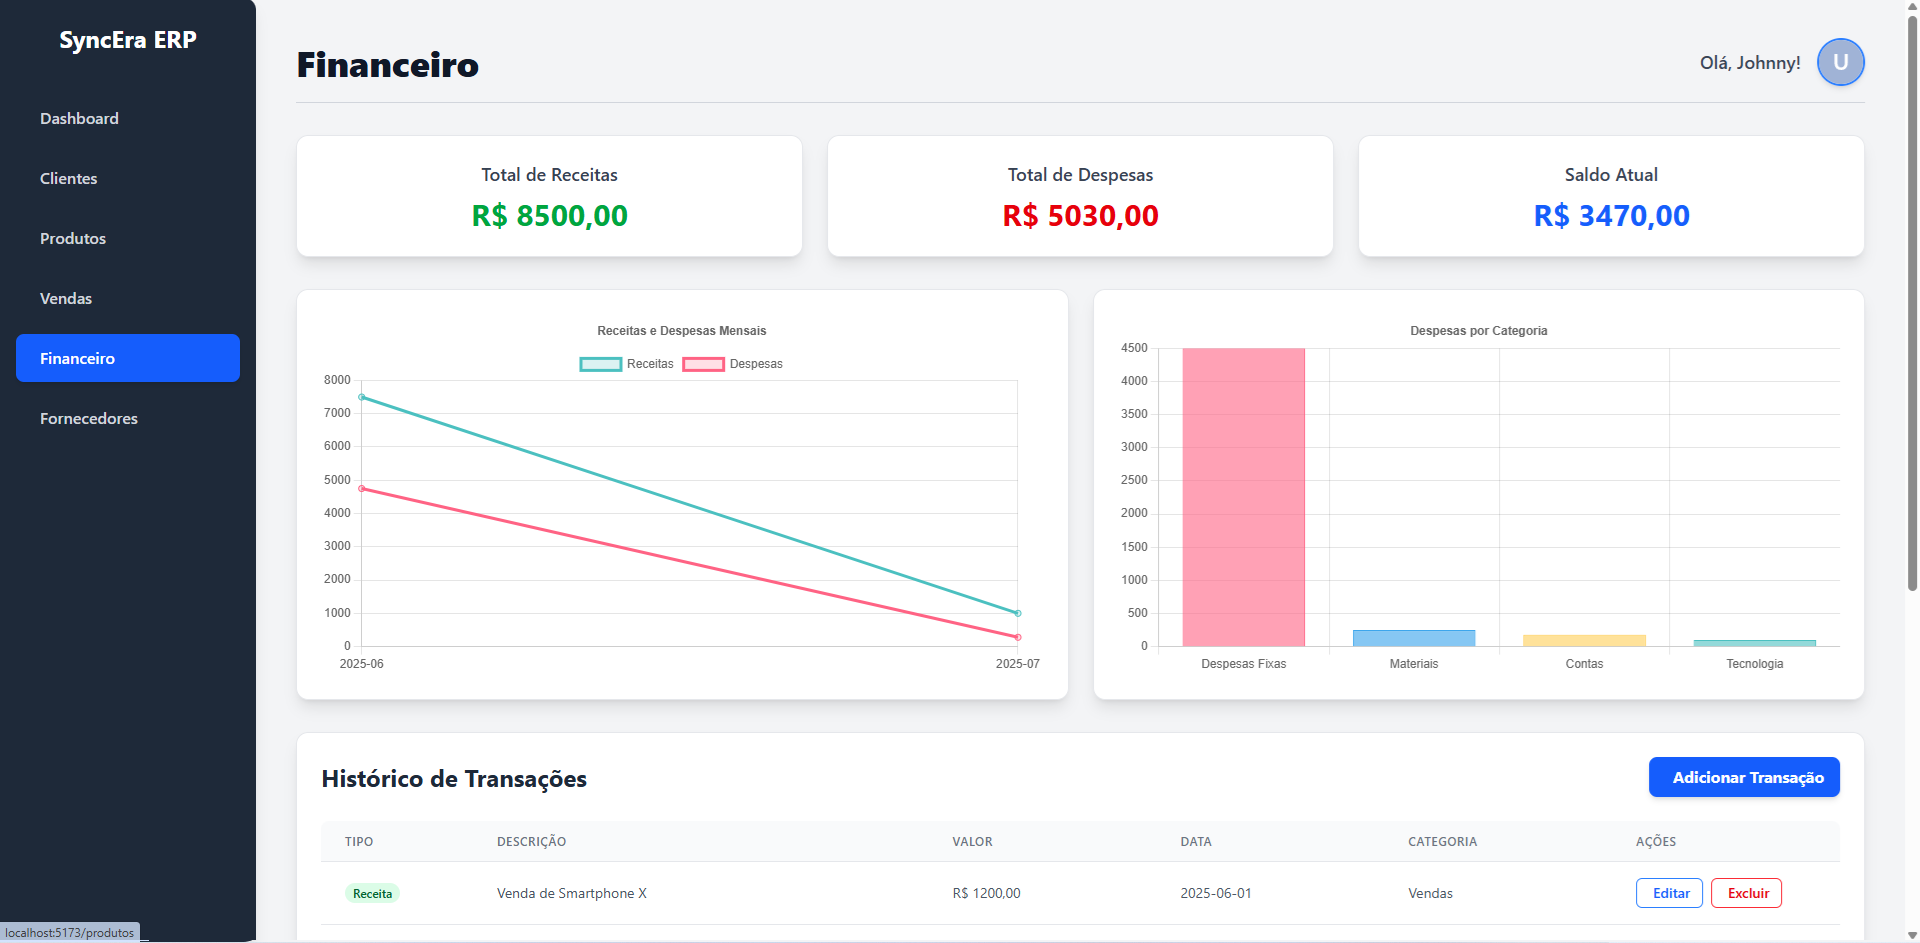 SyncEra ERP
Dashboard
Clientes
Produtos
Vendas
Financeiro
Fornecedores
Financeiro
Olá, Johnny!
U
Total de Receitas
R$ 8500,00
Total de Despesas
R$ 5030,00
Saldo Atual
R$ 3470,00
Receitas e Despesas Mensais
Receitas Despesas
8000
7000
6000
5000
4000
3000
2000
1000
0
2025-06 2025-07
Despesas por Categoria
4500
4000
3500
3000
2500
2000
1500
1000
500
0
Despesas Fixas Materiais Contas Tecnologia
Histórico de Transações
Adicionar Transação
TIPO DESCRIÇÃO VALOR DATA CATEGORIA AÇÕES
Receita Venda de Smartphone X R$ 1200,00 2025-06-01 Vendas Editar Excluir
localhost:5173/produtos